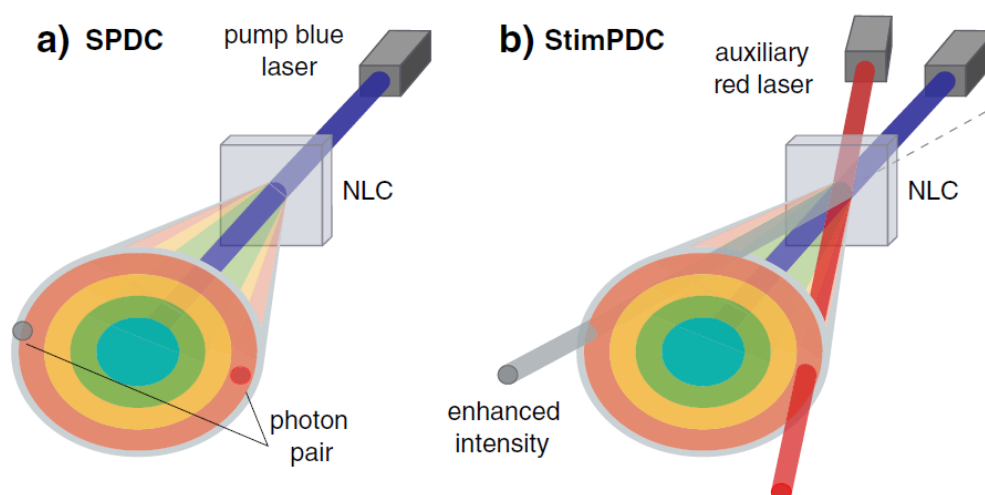 a) SPDC
pump blue
laser
NLC
photon
pair
b) StimPDC
auxiliary
red laser
NLC
enhanced
intensity